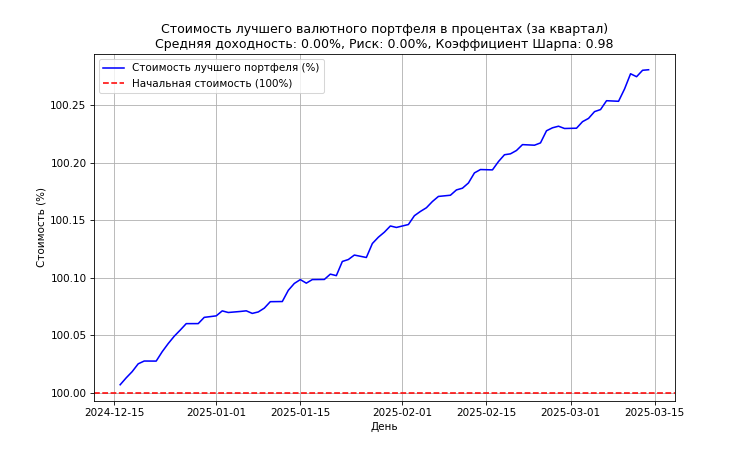 Стоимость лучшего валютного портфеля в процентах (за квартал)
Средняя доходность: 0.00%, Риск: 0.00%, Коэффициент Шарпа: 0.98
Стоимость лучшего портфеля (%)
Начальная стоимость (100%)
Стоимость (%)
100.25
100.20
100.15
100.10
100.05
100.00
2024-12-15
2025-01-01
2025-01-15
2025-02-01
2025-02-15
2025-03-01
2025-03-15
День